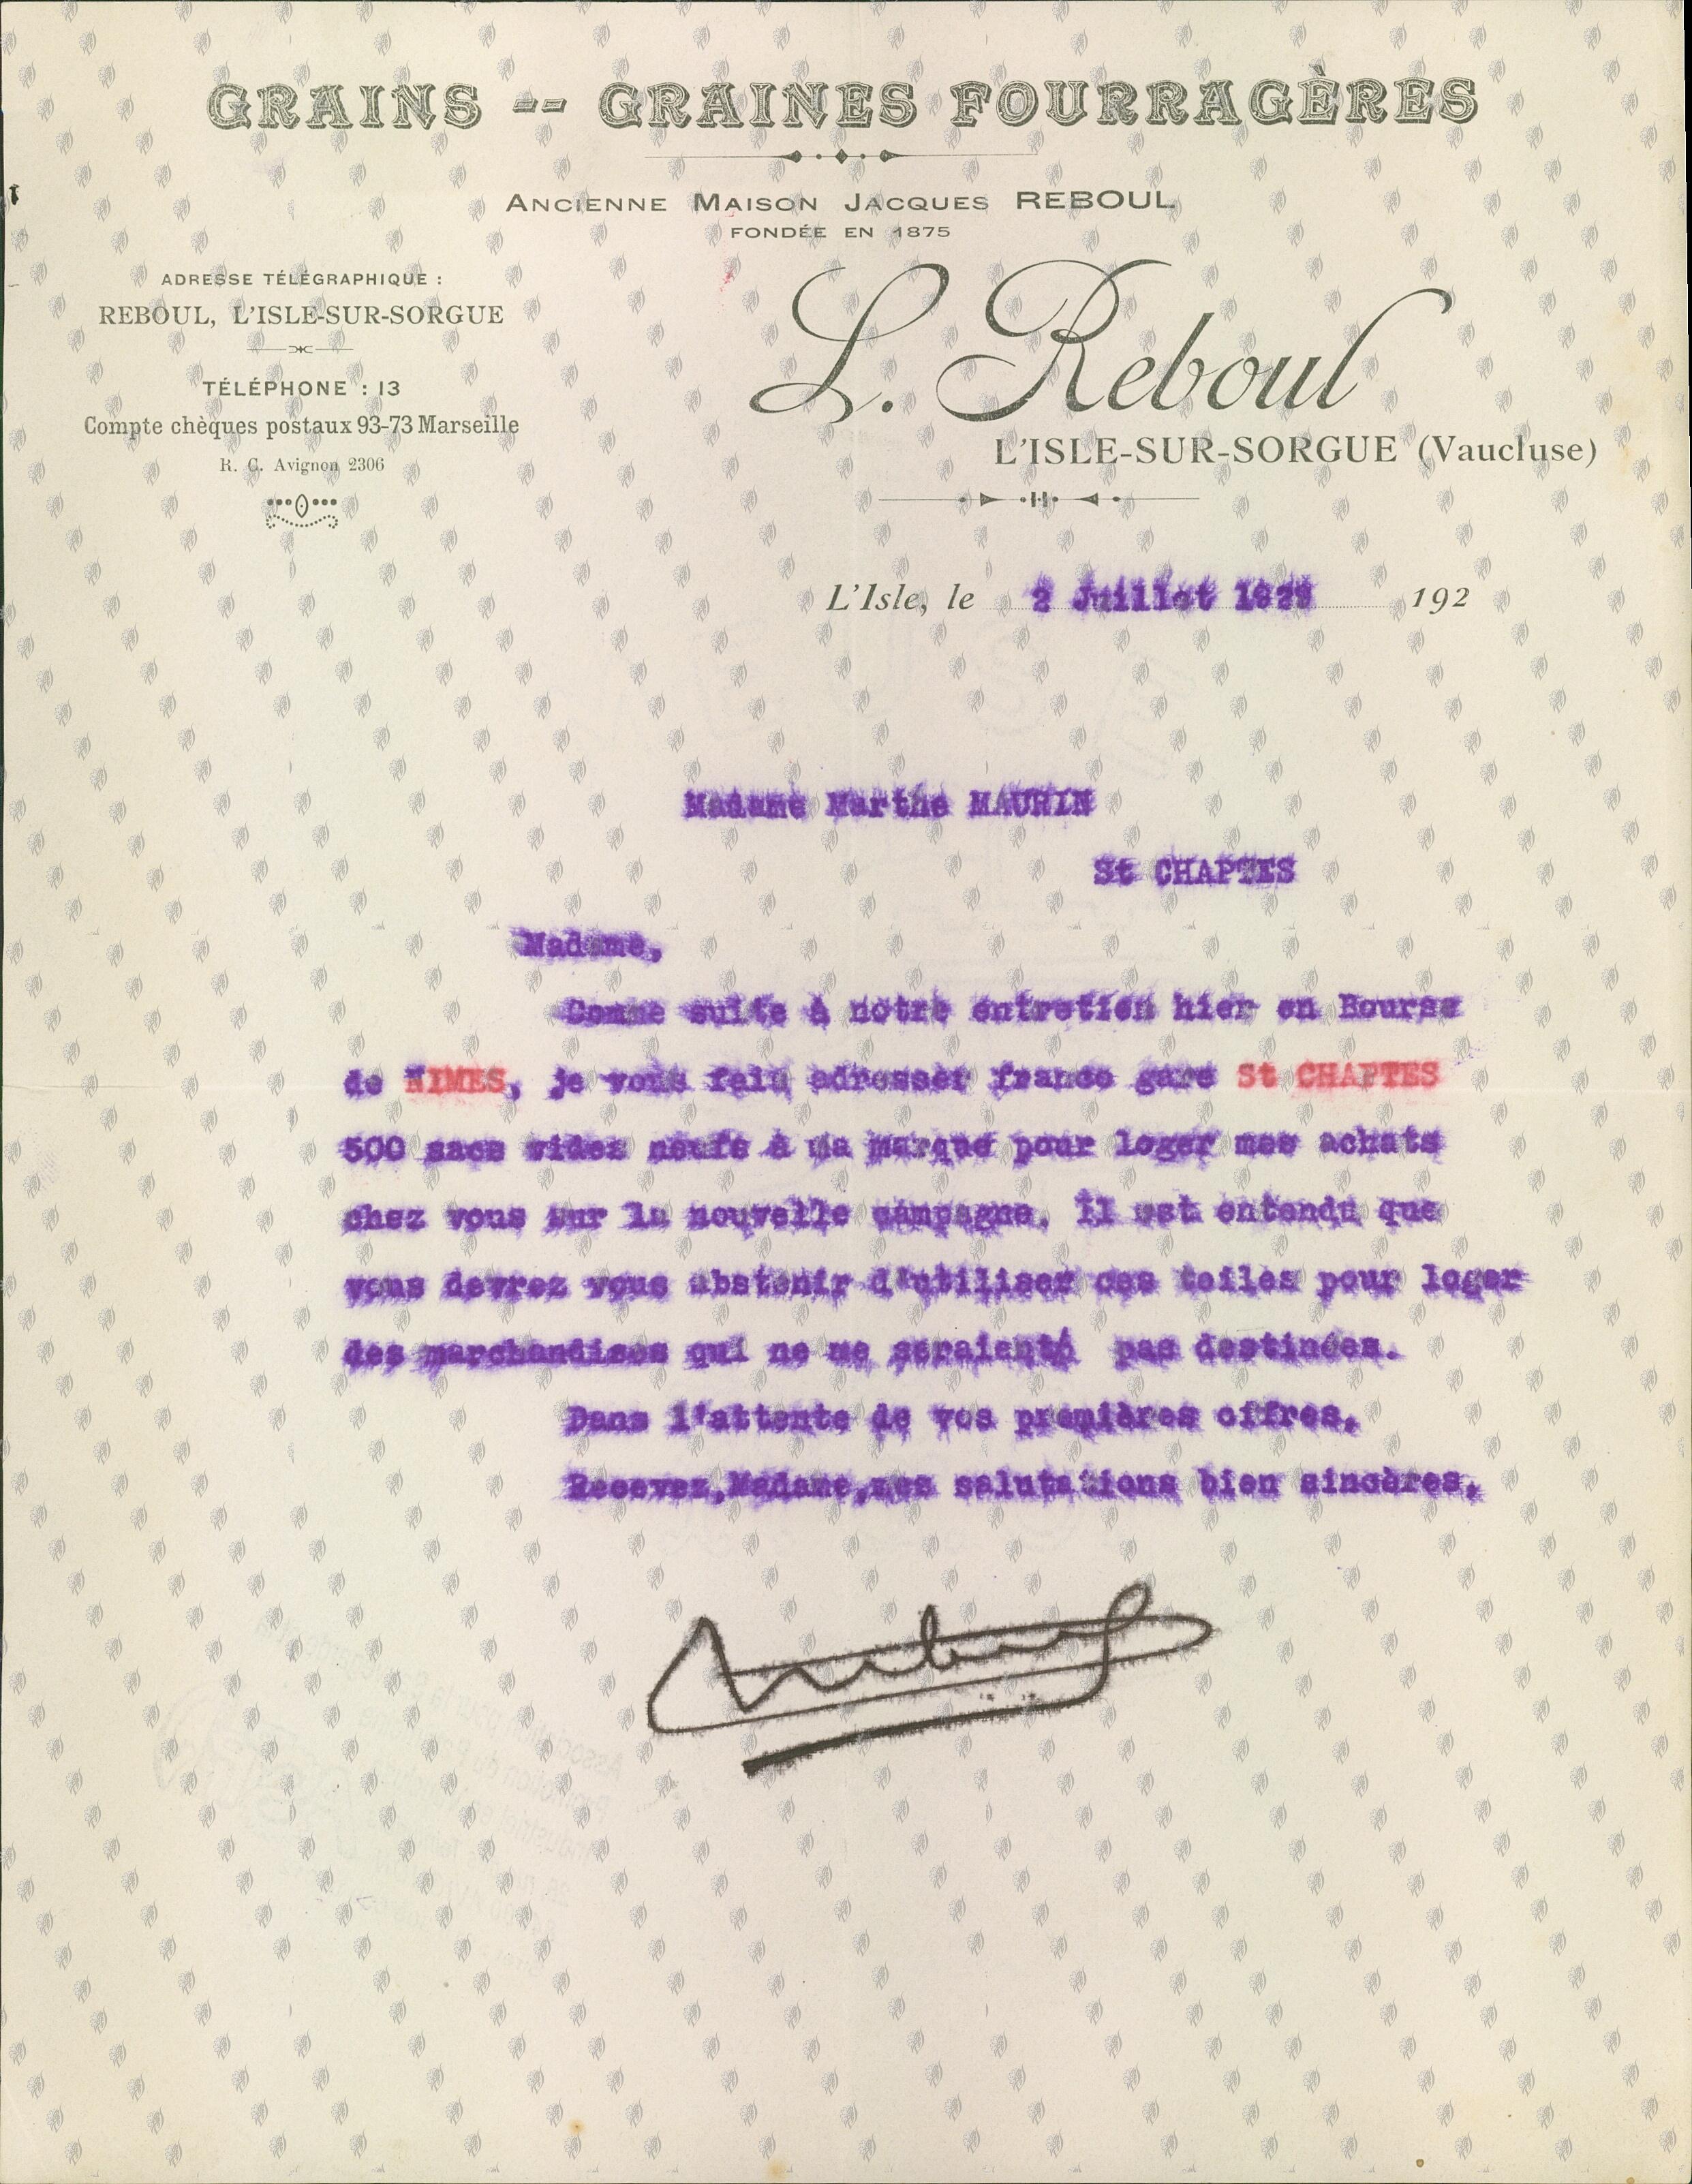 GRAINS -- GRAINES FOURRAGÈRES
ANCIENNE MAISON JACQUES REBOUL
FONDÉE EN 1875
ADRESSE TÉLÉGRAPHIQUE :
REBOUL, L'ISLE-SUR-SORGUE
TÉLÉPHONE : 13
Compte chèques postaux 93-73 Marseille
R. C. Avignon 2306
L. Reboul
L'ISLE-SUR-SORGUE (Vaucluse)
L'Isle, le 2 Juillet 192
Madame Marthe MAURIN
St CHAPTES
Madame,
Comme suite à notre entretien hier en Bourse
de NIMES, je vous fais adresser franco gare St CHAPTES
500 sacs vides neufs à ma marque pour loger mes achats
chez vous sur la nouvelle campagne. Il est entendu que
vous devrez vous abstenir d'utiliser ces toiles pour loger
des marchandises qui ne me seraient pas destinées.
Dans l'attente de vos premières offres,
Recevez,Madame,mes salutations bien sincères,